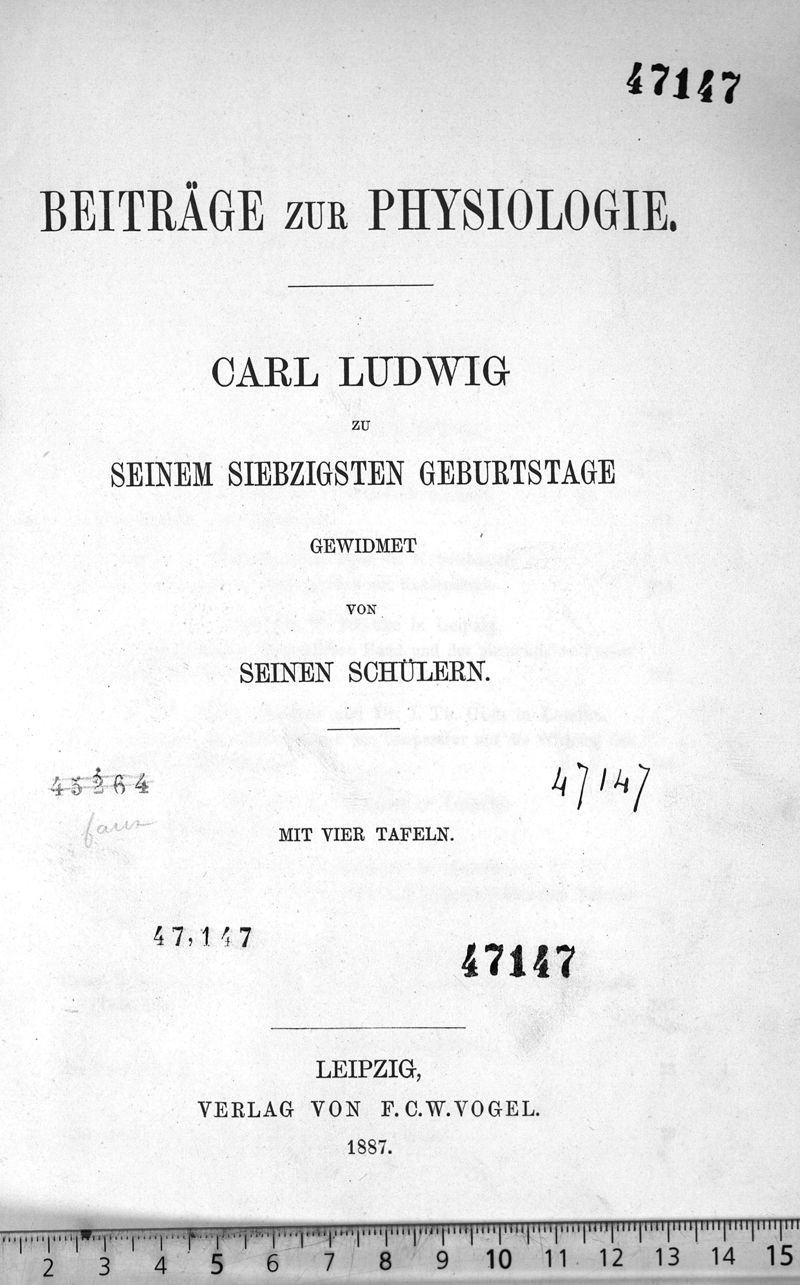 47147
BEITRÄGE ZUR PHYSIOLOGIE.
CARL LUDWIG
ZU
SEINEM SIEBZIGSTEN GEBURTSTAGE
GEWIDMET
VON
SEINEN SCHÜLERN.
45264
47147
MIT VIER TAFELN.
47,147
47147
LEIPZIG,
VERLAG VON F.C.W.VOGEL.
1887.
2 3 4 5 6 7 8 9 10 11 12 13 14 15